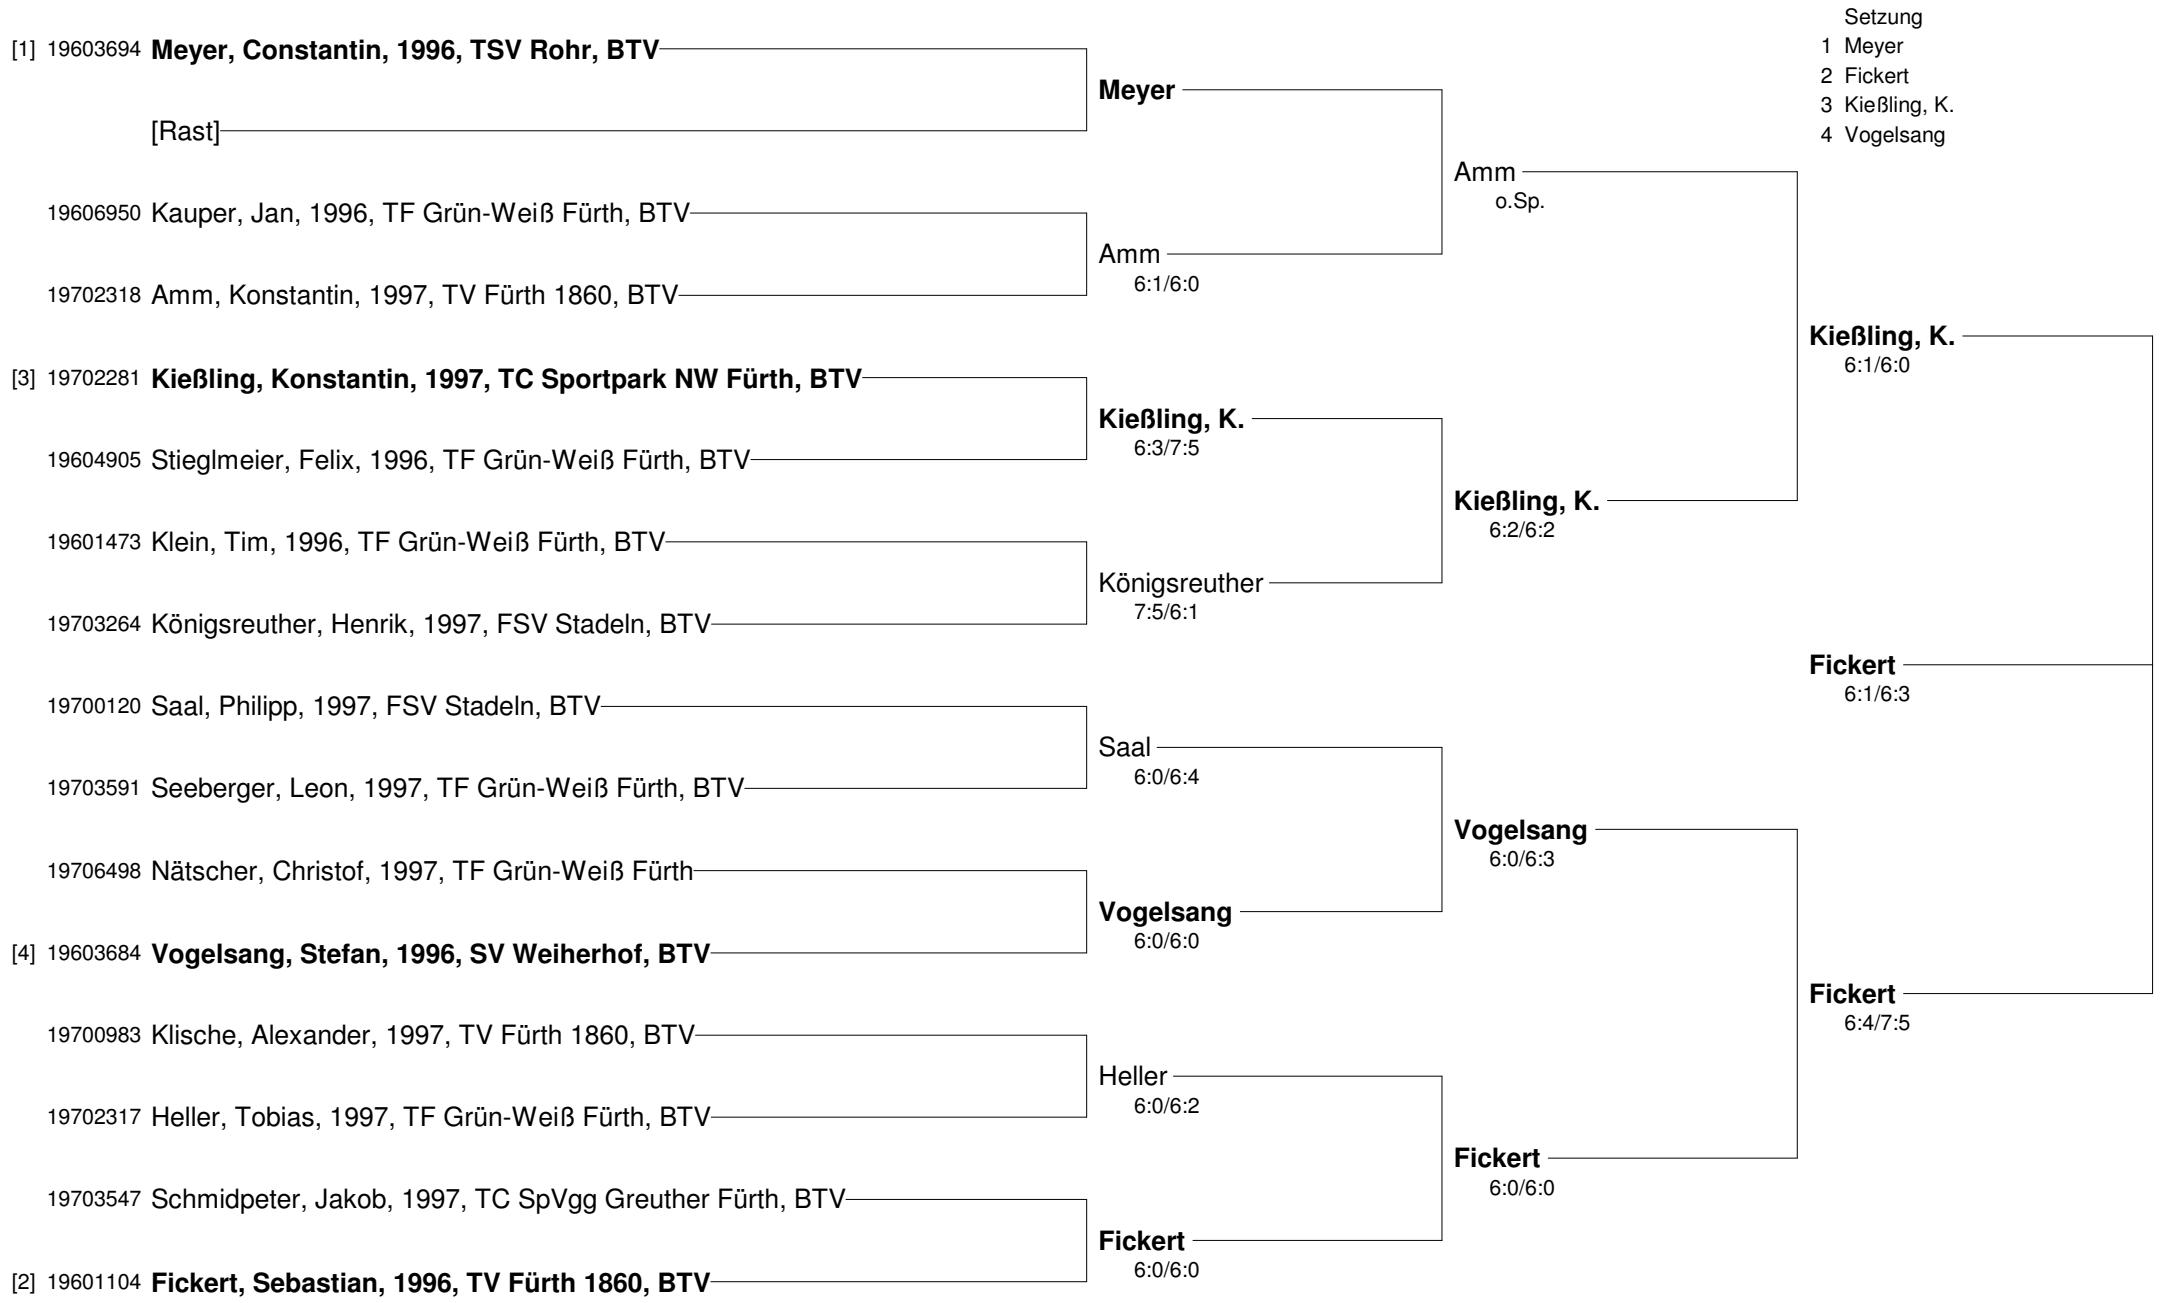 Setzung
1 Meyer
2 Fickert
3 Kießling, K.
4 Vogelsang
[1] 19603694 Meyer, Constantin, 1996, TSV Rohr, BTV
Meyer
[Rast]
Amm
o.Sp.
19606950 Kauper, Jan, 1996, TF Grün-Weiß Fürth, BTV
Amm
6:1/6:0
19702318 Amm, Konstantin, 1997, TV Fürth 1860, BTV
Kießling, K.
6:1/6:0
[3] 19702281 Kießling, Konstantin, 1997, TC Sportpark NW Fürth, BTV
Kießling, K.
6:3/7:5
19604905 Stieglmeier, Felix, 1996, TF Grün-Weiß Fürth, BTV
Kießling, K.
6:2/6:2
19601473 Klein, Tim, 1996, TF Grün-Weiß Fürth, BTV
Königsreuther
7:5/6:1
19703264 Königsreuther, Henrik, 1997, FSV Stadeln, BTV
Fickert
6:1/6:3
19700120 Saal, Philipp, 1997, FSV Stadeln, BTV
Saal
6:0/6:4
19703591 Seeberger, Leon, 1997, TF Grün-Weiß Fürth, BTV
Vogelsang
6:0/6:3
19706498 Nätscher, Christof, 1997, TF Grün-Weiß Fürth
Vogelsang
6:0/6:0
[4] 19603684 Vogelsang, Stefan, 1996, SV Weiherhof, BTV
Fickert
6:4/7:5
19700983 Klische, Alexander, 1997, TV Fürth 1860, BTV
Heller
6:0/6:2
19702317 Heller, Tobias, 1997, TF Grün-Weiß Fürth, BTV
Fickert
6:0/6:0
19703547 Schmidpeter, Jakob, 1997, TC SpVgg Greuther Fürth, BTV
Fickert
6:0/6:0
[2] 19601104 Fickert, Sebastian, 1996, TV Fürth 1860, BTV